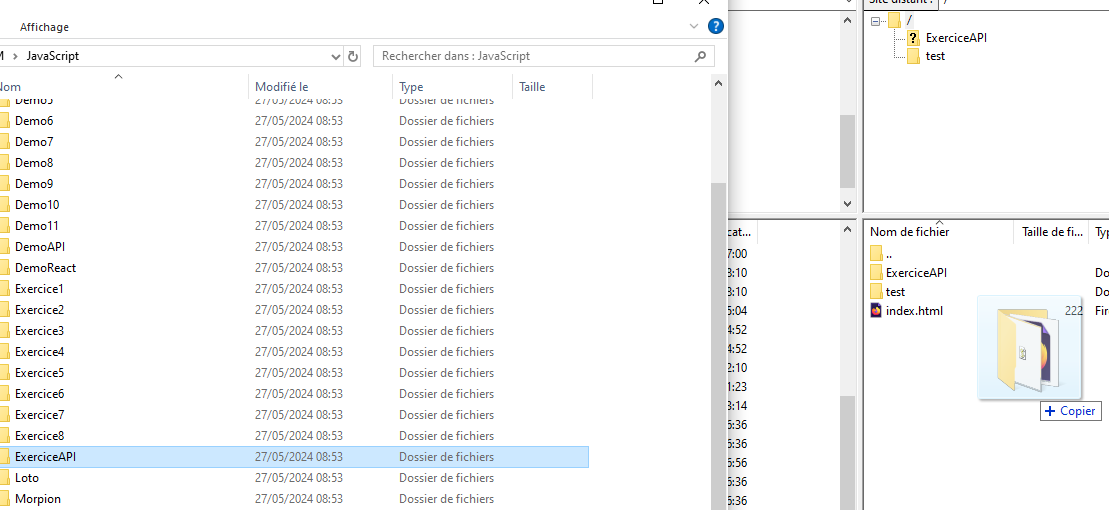 Affichage
JavaScript
Rechercher dans : JavaScript
Modifié le Type Taille
Demo5 27/05/2024 08:53 Dossier de fichiers
Demo6 27/05/2024 08:53 Dossier de fichiers
Demo7 27/05/2024 08:53 Dossier de fichiers
Demo8 27/05/2024 08:53 Dossier de fichiers
Demo9 27/05/2024 08:53 Dossier de fichiers
Demo10 27/05/2024 08:53 Dossier de fichiers
Demo11 27/05/2024 08:53 Dossier de fichiers
DemoAPI 27/05/2024 08:53 Dossier de fichiers
DemoReact 27/05/2024 08:53 Dossier de fichiers
Exercice1 27/05/2024 08:53 Dossier de fichiers
Exercice2 27/05/2024 08:53 Dossier de fichiers
Exercice3 27/05/2024 08:53 Dossier de fichiers
Exercice4 27/05/2024 08:53 Dossier de fichiers
Exercice5 27/05/2024 08:53 Dossier de fichiers
Exercice6 27/05/2024 08:53 Dossier de fichiers
Exercice7 27/05/2024 08:53 Dossier de fichiers
Exercice8 27/05/2024 08:53 Dossier de fichiers
ExerciceAPI 27/05/2024 08:53 Dossier de fichiers
Loto 27/05/2024 08:53 Dossier de fichiers
Morpion 27/05/2024 08:53 Dossier de fichiers
Site distant : /
/
ExerciceAPI
test
cat...
7:00
3:10
3:10
5:04
4:52
4:52
2:10
1:23
3:14
5:36
5:36
5:56
5:36
5:36
Nom de fichier Taille de fi... Typ
..
ExerciceAPI Do
test Do
index.html 222 Fire
Copier